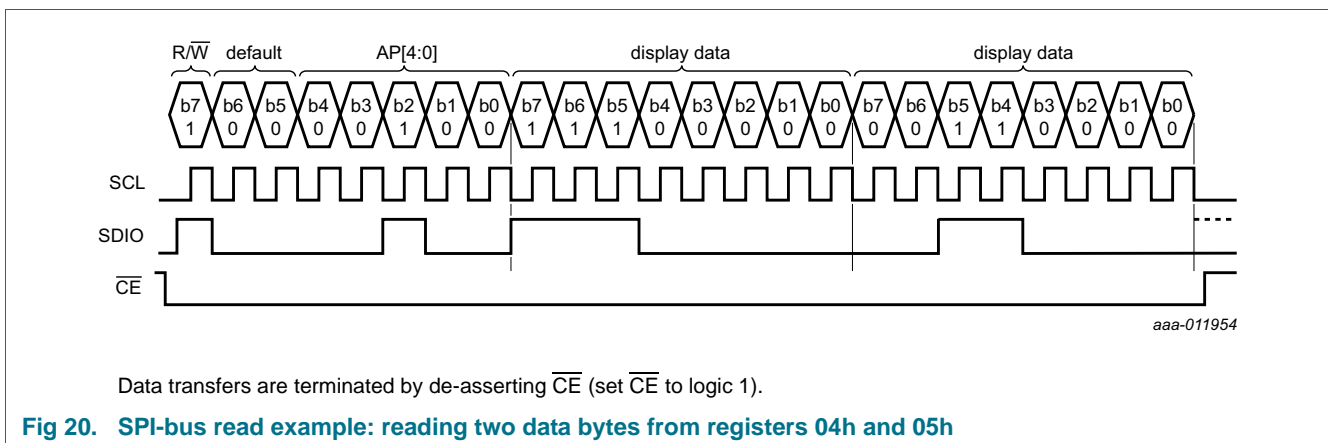 R/W default AP[4:0] display data display data
b7 b6 b5 b4 b3 b2 b1 b0 b7 b6 b5 b4 b3 b2 b1 b0 b7 b6 b5 b4 b3 b2 b1 b0
1 0 0 0 0 1 0 0 1 1 1 0 0 0 0 0 0 0 1 1 0 0 0 0
SCL
SDIO
CE
aaa-011954
Data transfers are terminated by de-asserting CE (set CE to logic 1).
Fig 20. SPI-bus read example: reading two data bytes from registers 04h and 05h